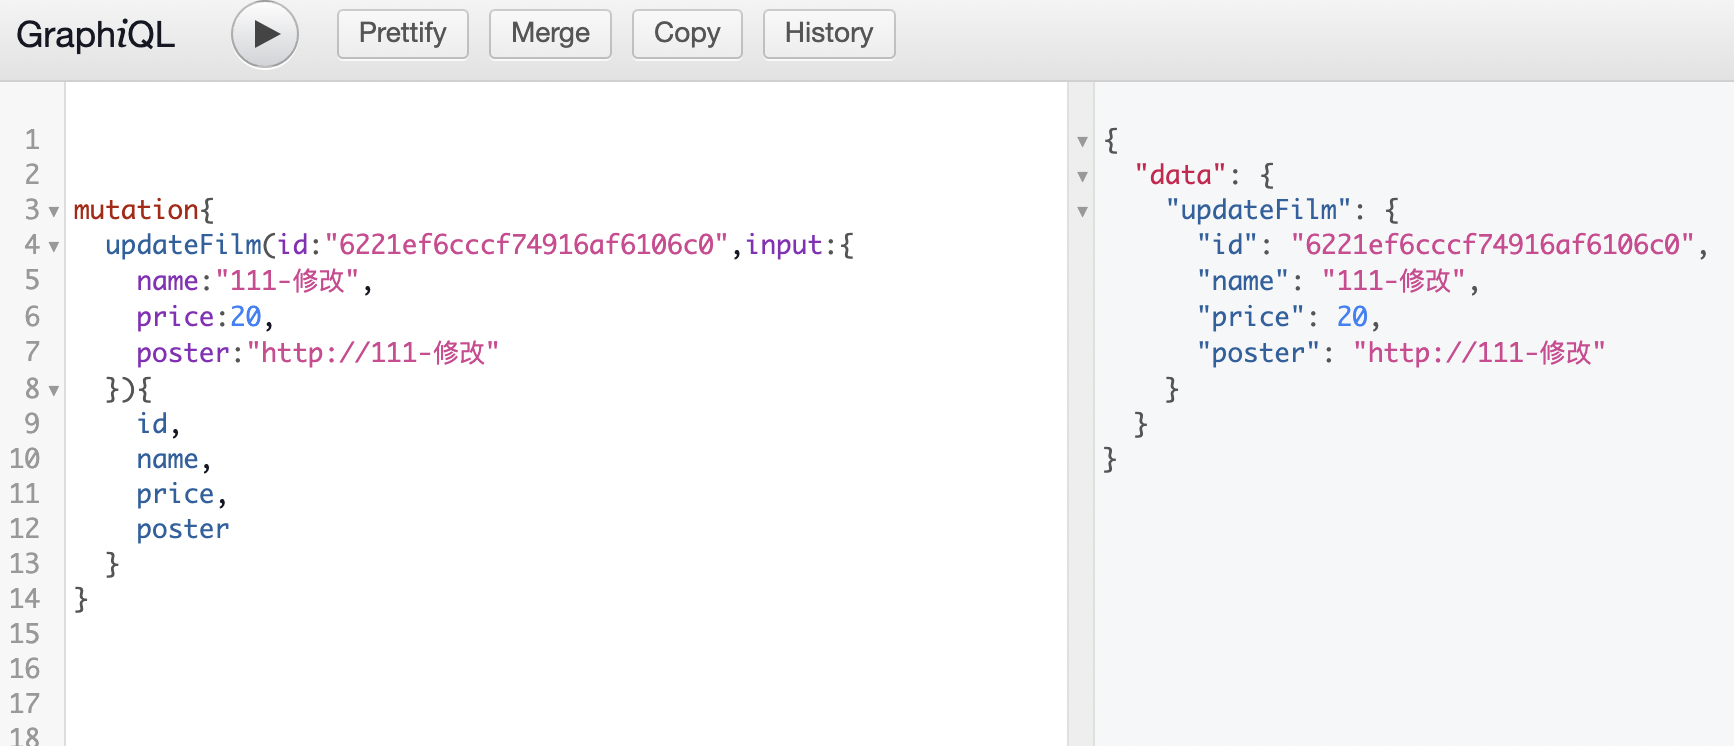 GraphiQL Prettify Merge Copy History
1
2
3 mutation{
4 updateFilm(id:"6221ef6cccf74916af6106c0",input:{
5 name:"111-修改",
6 price:20,
7 poster:"http://111-修改"
8 }){
9 id,
10 name,
11 price,
12 poster
13 }
14 }
15
16
17
18
{
"data": {
"updateFilm": {
"id": "6221ef6cccf74916af6106c0",
"name": "111-修改",
"price": 20,
"poster": "http://111-修改"
}
}
}